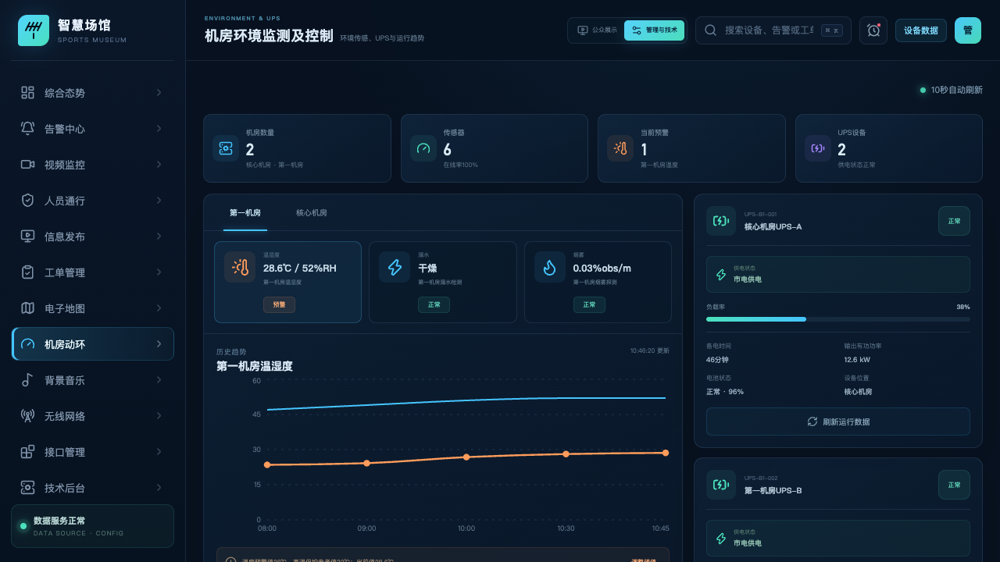 智慧场馆
SPORTS MUSEUM
综合态势
告警中心
视频监控
人员通行
信息发布
工单管理
电子地图
机房动环
背景音乐
无线网络
接口管理
技术后台
数据服务正常
DATA SOURCE · CONFIG
ENVIRONMENT & UPS
机房环境监测及控制
环境传感、UPS与运行趋势
公众展示
管理与技术
搜索设备、告警或工单
⌘ K
设备数据
管
10秒自动刷新
机房数量
2
核心机房 · 第一机房
传感器
6
在线率100%
当前预警
1
第一机房温度
UPS设备
2
供电状态正常
第一机房
核心机房
温湿度
28.6℃ / 52%RH
第一机房温湿度
预警
漏水
干燥
第一机房漏水检测
正常
烟雾
0.03%obs/m
第一机房烟雾探测
正常
历史趋势
第一机房温湿度
10:46:20 更新
60
45
30
15
0
08:00
09:00
10:00
10:30
10:45
UPS-B1-001
核心机房UPS-A
正常
供电状态
市电供电
负载率
38%
备电时间
46分钟
输出有功功率
12.6 kW
电池状态
正常 · 96%
设备位置
核心机房
刷新运行数据
UPS-B1-002
第一机房UPS-B
正常
供电状态
市电供电